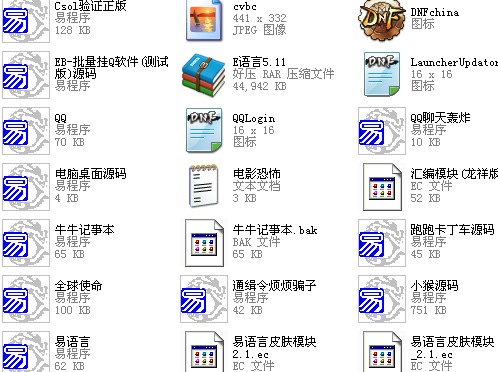 Csol验证正版
易程序
128 KB
cvbc
441 x 332
JPEG 图像
DNFchina
图标
EB-批量挂Q软件(测试
版)源码
易程序
E语言5.11
好压 RAR 压缩文件
44,942 KB
LauncherUpdator
16 x 16
图标
QQ
易程序
70 KB
QQLogin
16 x 16
图标
QQ聊天轰炸
易程序
10 KB
电脑桌面源码
易程序
4 KB
电影恐怖
文本文档
3 KB
汇编模块(龙祥版
EC 文件
52 KB
牛牛记事本
易程序
65 KB
牛牛记事本.bak
BAK 文件
65 KB
跑跑卡丁车源码
易程序
45 KB
全球使命
易程序
100 KB
通缉令烦烦骗子
易程序
42 KB
小猴源码
易程序
751 KB
易语言
易程序
62 KB
易语言皮肤模块
2.1.ec
EC 文件
易语言皮肤模块
_2.1.ec
EC 文件